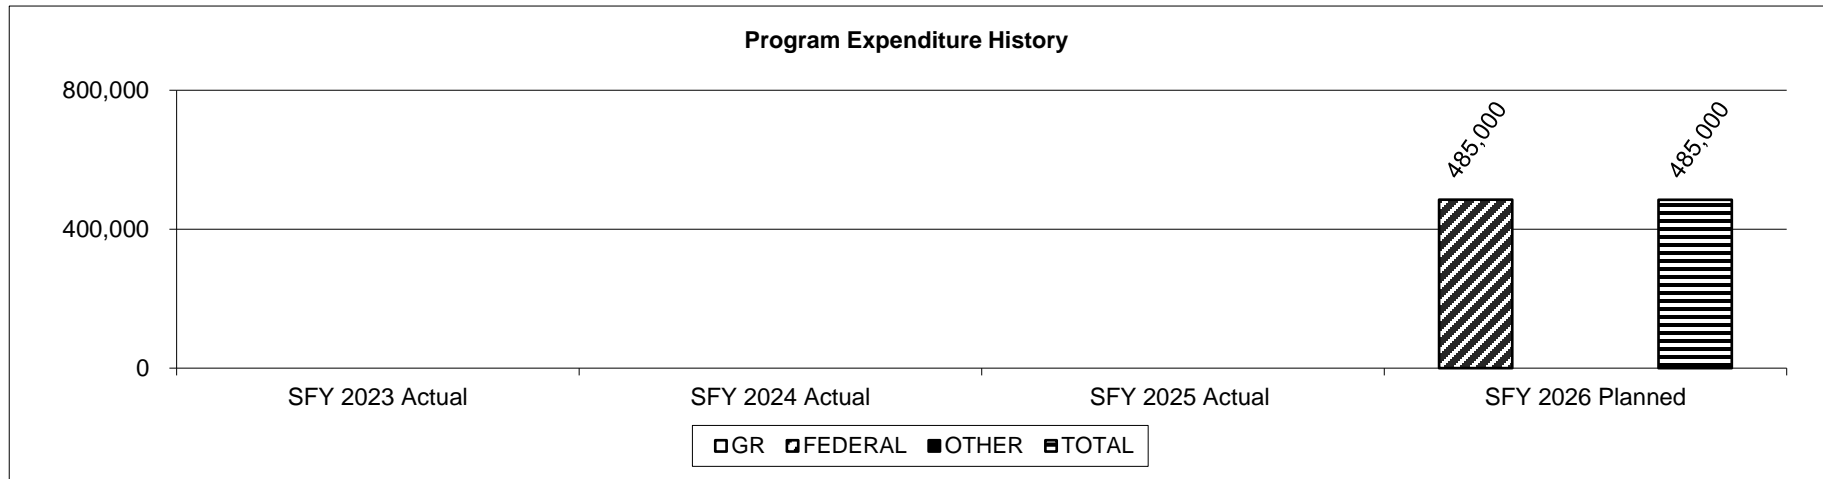 Program Expenditure History
800,000
400,000
0
485,000
485,000
SFY 2023 Actual
SFY 2024 Actual
SFY 2025 Actual
SFY 2026 Planned
GR FEDERAL OTHER TOTAL